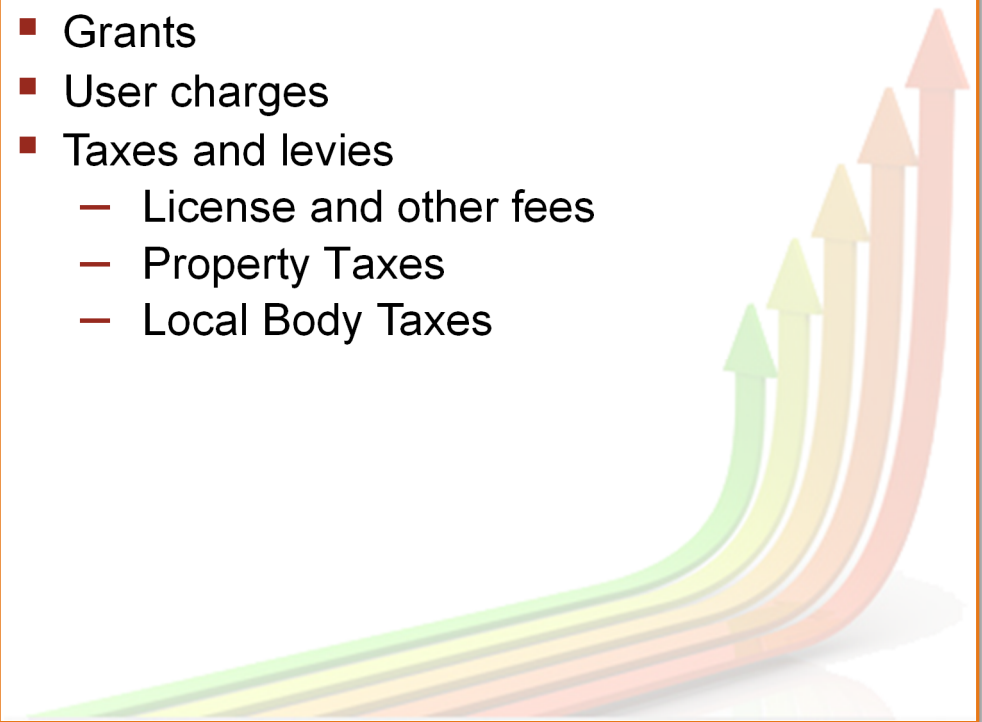 ▪ Grants
▪ User charges
▪ Taxes and levies
– License and other fees
– Property Taxes
– Local Body Taxes